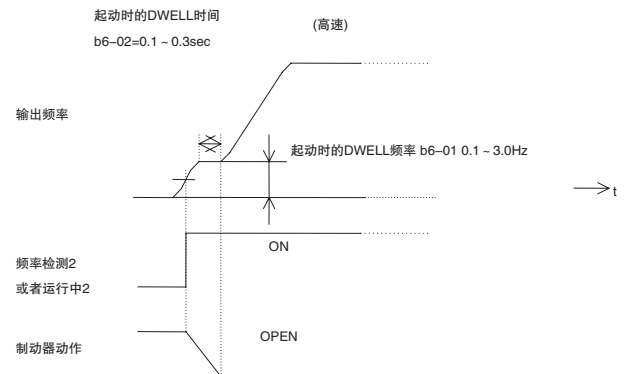 起动时的DWELL时间
b6-02=0.1 ~ 0.3sec
(高速)
输出频率
起动时的DWELL频率 b6-01 0.1 ~ 3.0Hz
t
ON
频率检测2
或者运行中2
OPEN
制动器动作